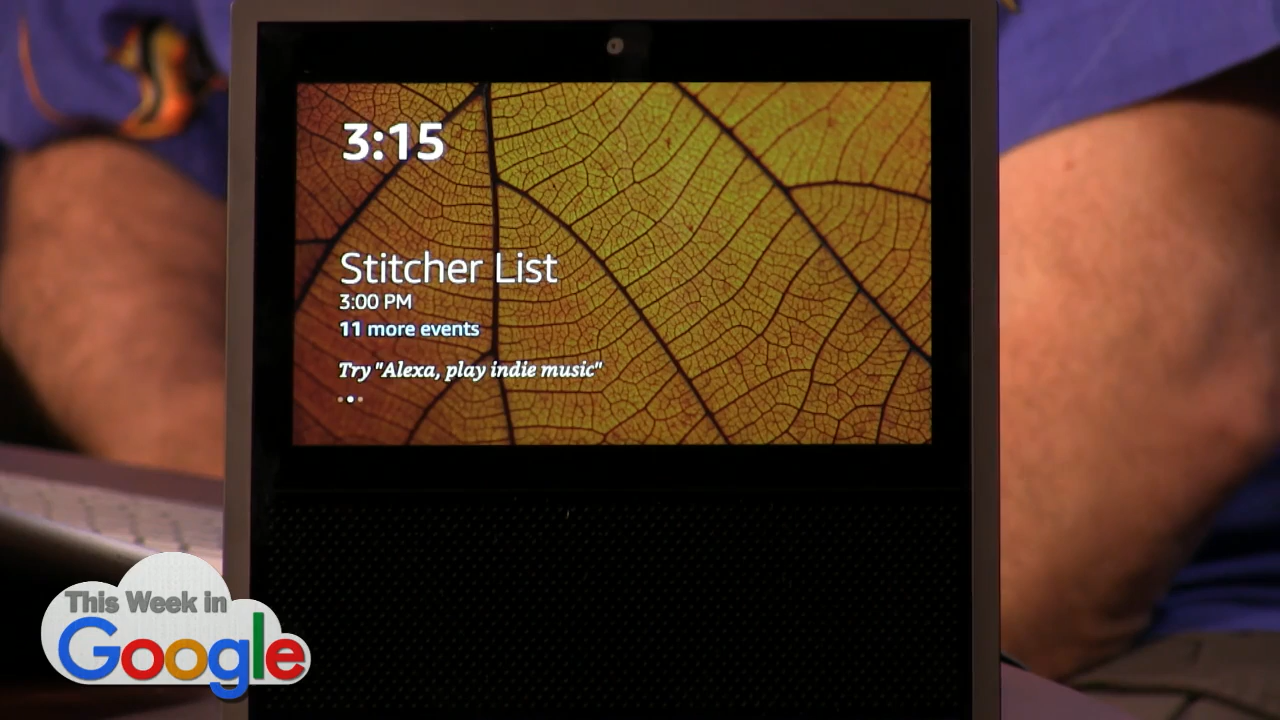 3:15
Stitcher List
3:00 PM
11 more events
Try "Alexa, play indie music"
This Week in
Google